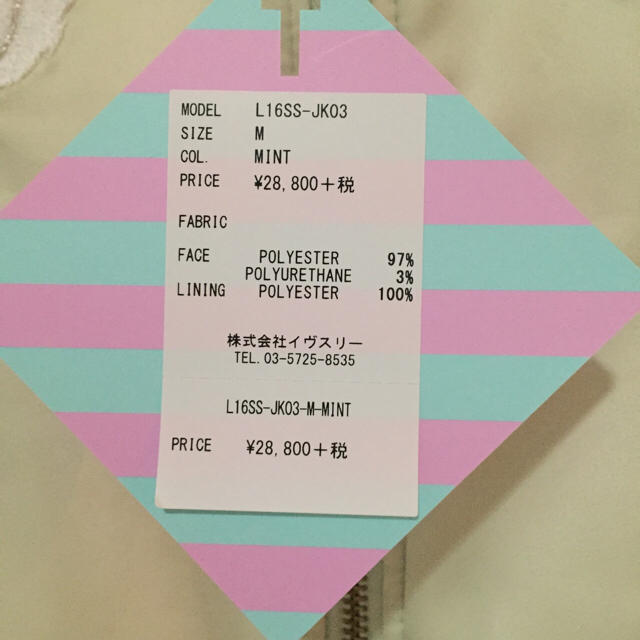 MODEL L16SS-JK03
SIZE M
COL. MINT
PRICE ¥28,800+税
FABRIC
FACE POLYESTER 97%
POLYURETHANE 3%
LINING POLYESTER 100%
株式会社イヴスリー
TEL.03-5725-8535
L16SS-JK03-M-MINT
PRICE ¥28,800+税